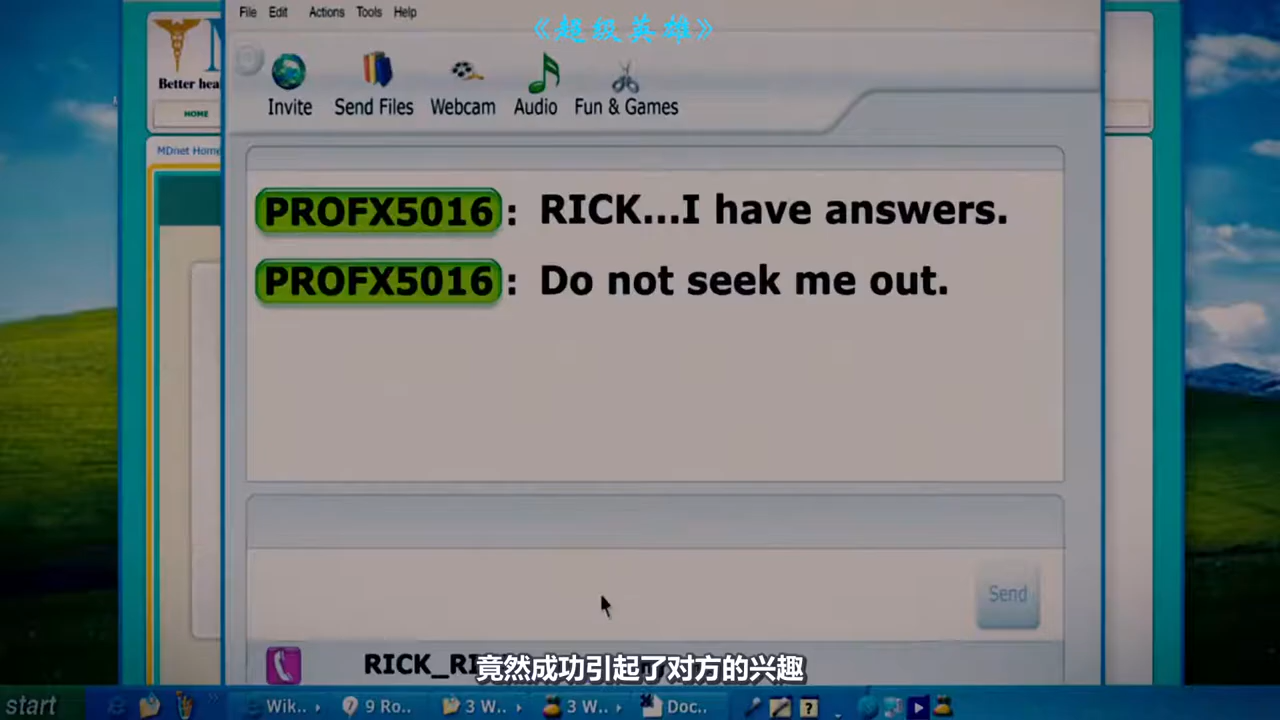 File Edit Actions Tools Help
《超级英雄》
Invite Send Files Webcam Audio Fun & Games
Better hea
HOME
MDnet Home
PROFX5016: RICK...I have answers.
PROFX5016: Do not seek me out.
Send
RICK_RI
竟然成功引起了对方的兴趣
start Wik.. 9 Ro.. 3 W.. 3 W.. Doc..